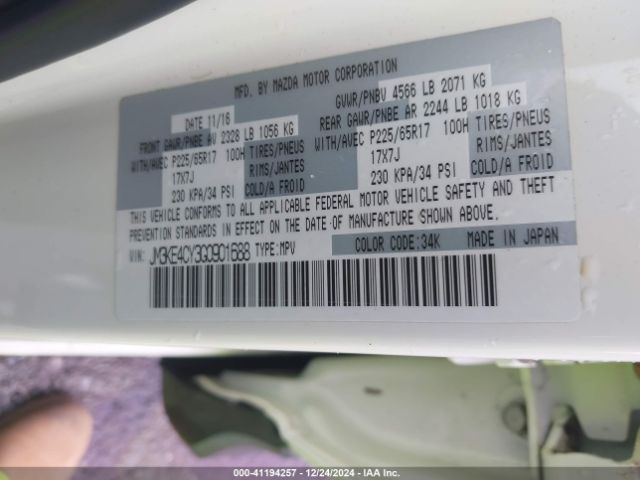 MFD. BY MAZDA MOTOR CORPORATION
DATE 11/16 GVWR/PNBV 4566 LB 2071 KG
FRONT GAWR/PNBE AV 2328 LB 1056 KG REAR GAWR/PNBE AR 2244 LB 1018 KG
WITH/AVEC P225/65R17 100H TIRES/PNEUS WITH/AVEC P225/65R17 100H TIRES/PNEUS
17X7J RIMS/JANTES 17X7J RIMS/JANTES
230 KPA/34 PSI COLD/A FROID 230 KPA/34 PSI COLD/A FROID
THIS VEHICLE CONFORMS TO ALL APPLICABLE FEDERAL MOTOR VEHICLE SAFETY AND THEFT
PREVENTION STANDARDS IN EFFECT ON THE DATE OF MANUFACTURE SHOWN ABOVE.
VIN: JM3KE4CY3G0901688 TYPE:MPV COLOR CODE:34K MADE IN JAPAN
000-41194257 - 12/24/2024 - IAA Inc.